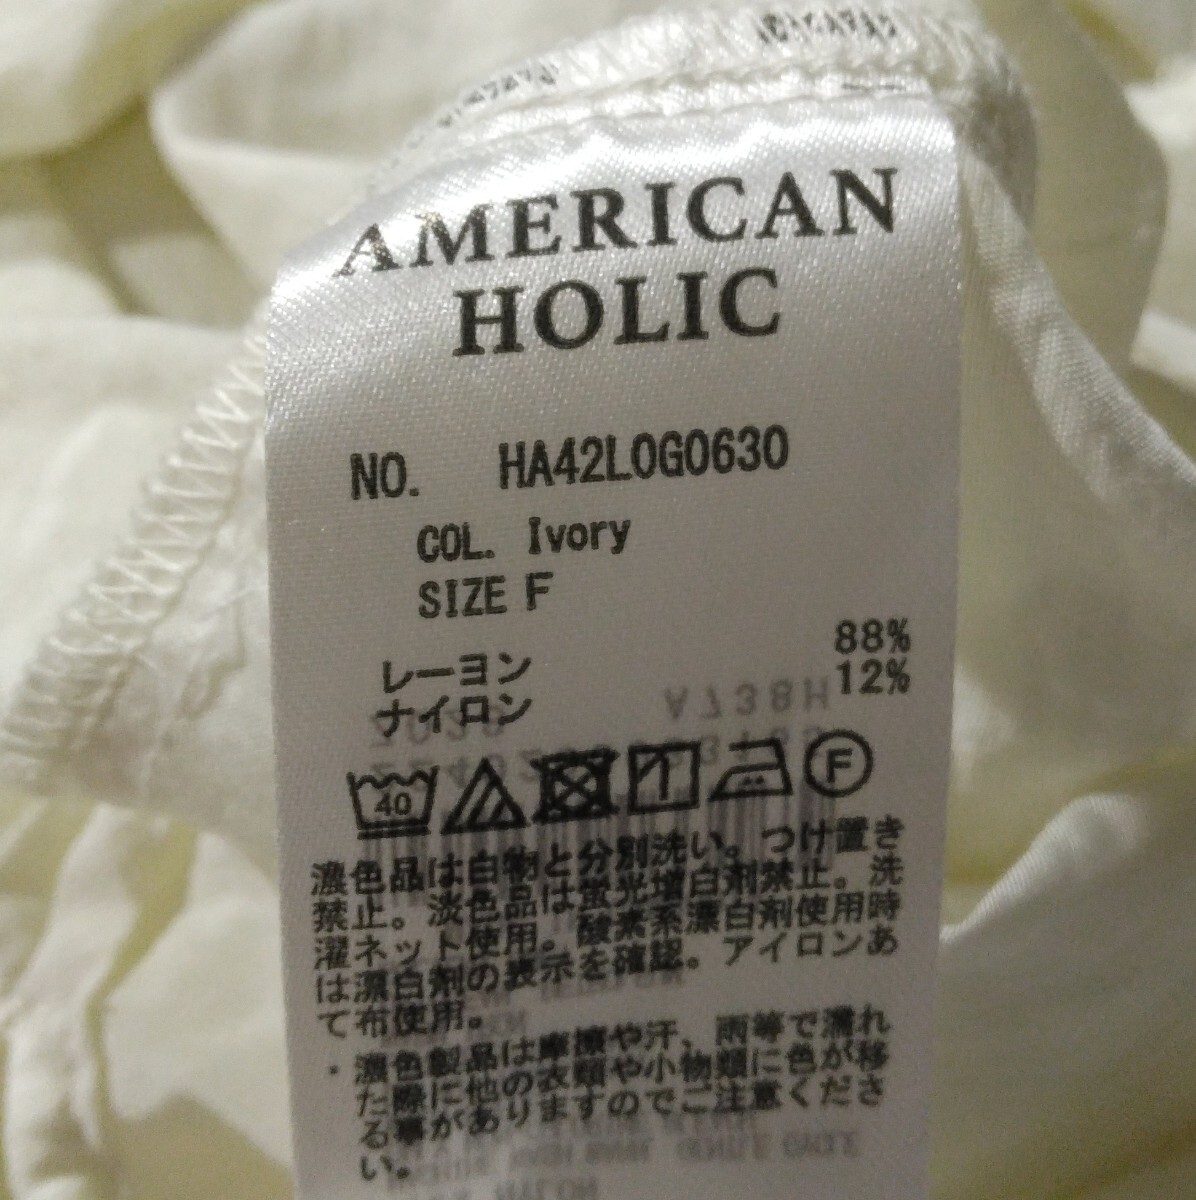 AMERICAN
HOLIC
NO. HA42L0G0630
COL. Ivory
SIZE F
レーヨン 88%
ナイロン 12%
40 F
濃色品は白物と分別洗い。つけ置き
禁止。淡色品は蛍光増白剤禁止。洗
濯ネット使用。酸素系漂白剤使用時
は漂白剤の表示を確認。アイロンあ
て布使用。
・濃色製品は摩擦や汗、雨等で濡れ
た際に他の衣類や小物類に色が移
る事がありますのでご注意くださ
い。